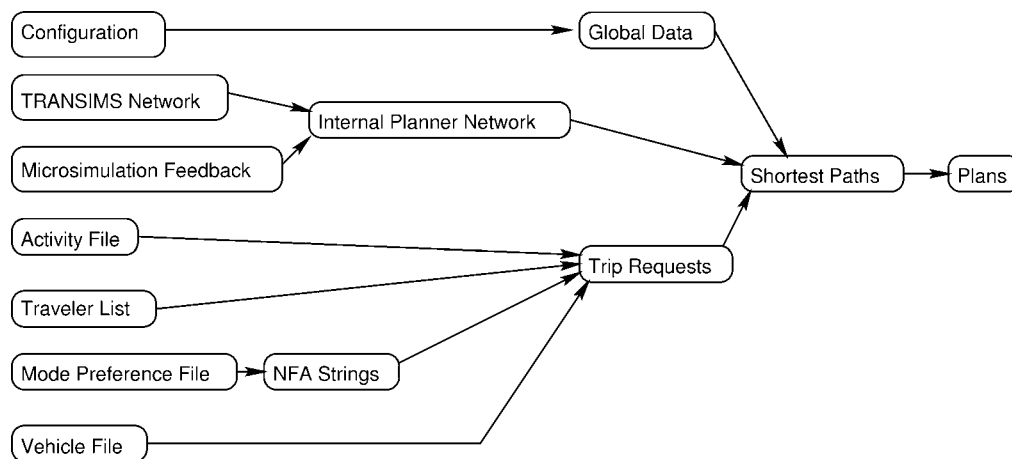 Configuration
Global Data
TRANSIMS Network
Internal Planner Network
Microsimulation Feedback
Shortest Paths
Plans
Activity File
Trip Requests
Traveler List
Mode Preference File
NFA Strings
Vehicle File